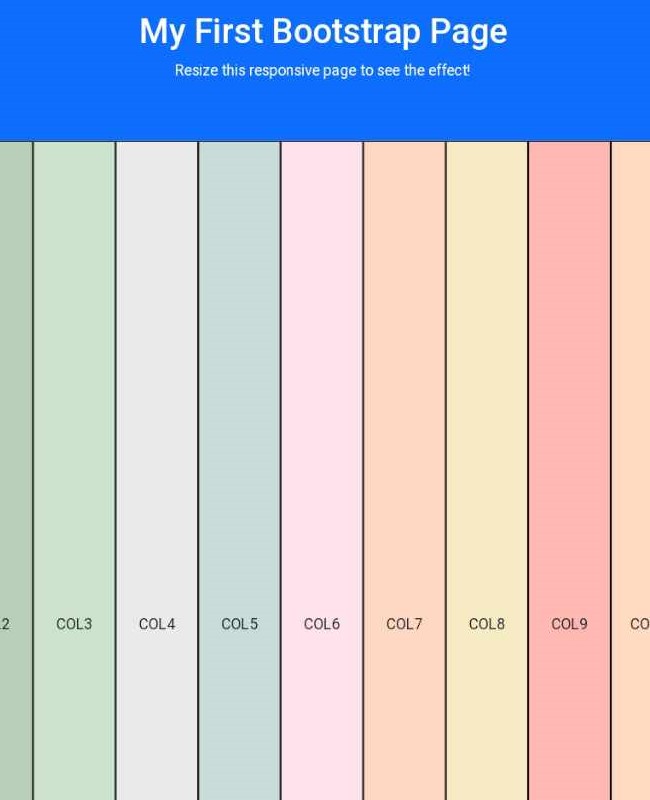 My First Bootstrap Page
Resize this responsive page to see the effect!
2 COL3 COL4 COL5 COL6 COL7 COL8 COL9 CO